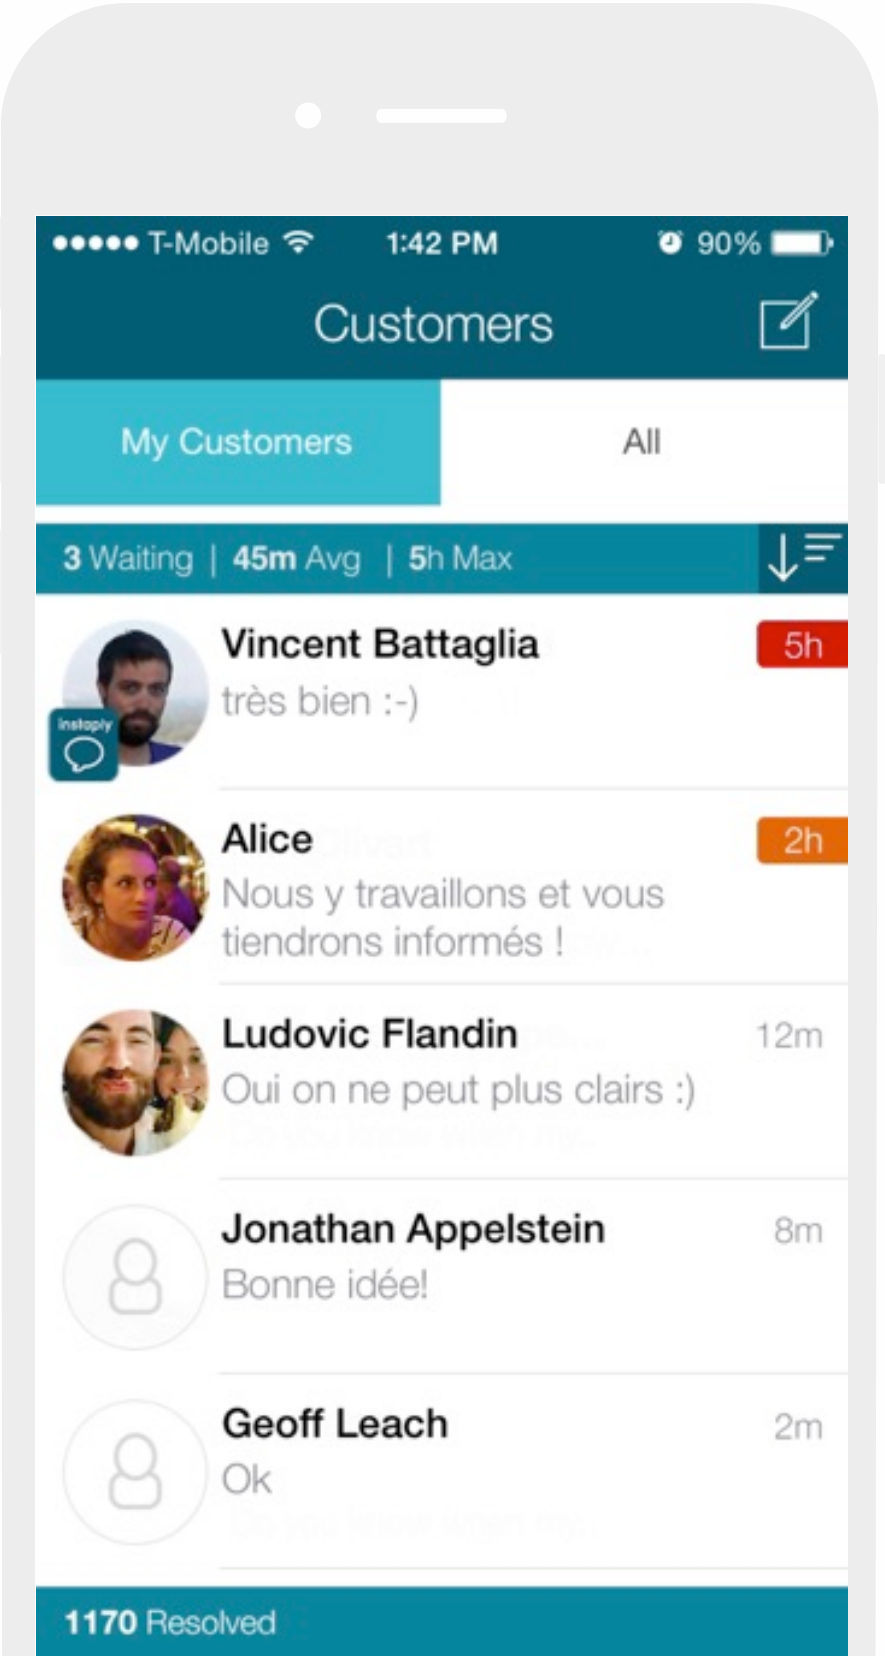 T-Mobile 1:42 PM 90%
Customers
My Customers All
3 Waiting | 45m Avg | 5h Max
Vincent Battaglia 5h
très bien :-)
instaply
Alice 2h
Nous y travaillons et vous
tiendrons informés !
Ludovic Flandin 12m
Oui on ne peut plus clairs :)
Jonathan Appelstein 8m
Bonne idée!
Geoff Leach 2m
Ok
1170 Resolved